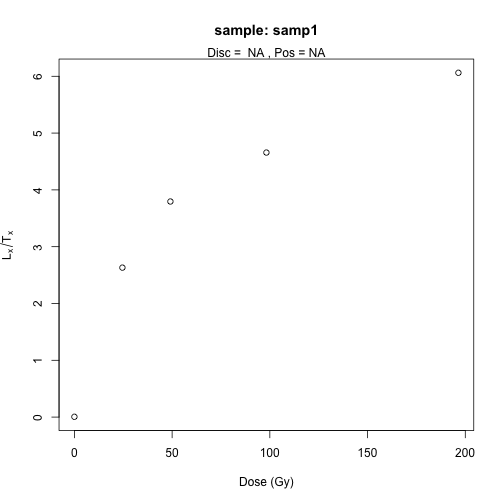 sample: samp1
Disc =  NA , Pos = NA
6
5
4
3
2
1
0
Lx/Tx
0 50 100 150 200
Dose (Gy)